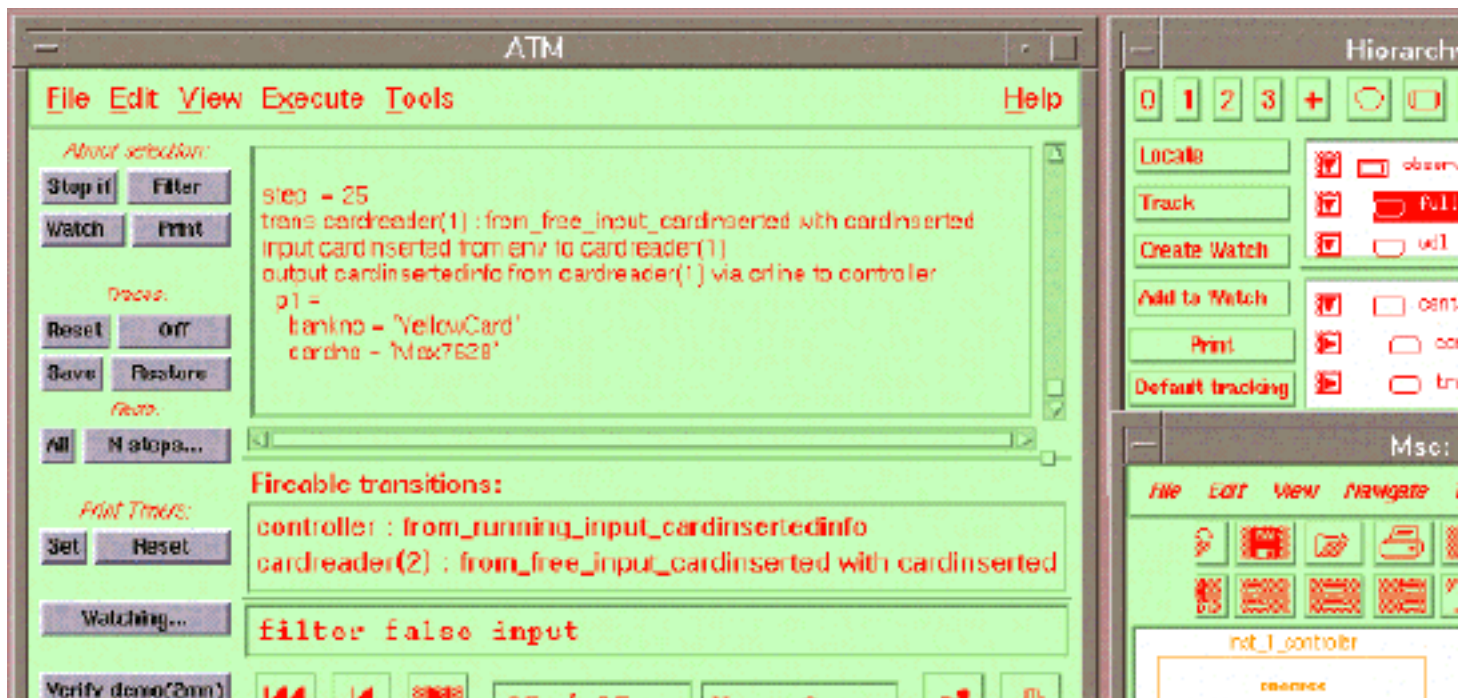 ATM
File Edit View Execute Tools Help
About selection:
Stop if Filter
Watch Print
Traces:
Reset Off
Save Restore
All N steps...
Print Timers:
Set Reset
Watching...
Verify demo(2mn)
step = 25
trans cardreader(1) : from_free_input_cardinserted with cardinserted
input cardinserted from env to cardreader(1)
output cardinsertedinfo from cardreader(1) via crline to controller
p1 =
bankno = 'YellowCard'
cardno =
Fireable transitions:
controller : from_running_input_cardinsertedinfo
cardreader(2) : from_free_input_cardinserted with cardinserted
filter false input
Hierarchy
0 1 2 3 +
Locate
Track
Create Watch
Add to Watch
Print
Default tracking
Msc:
File Edit View Navigate
inst_1_controller